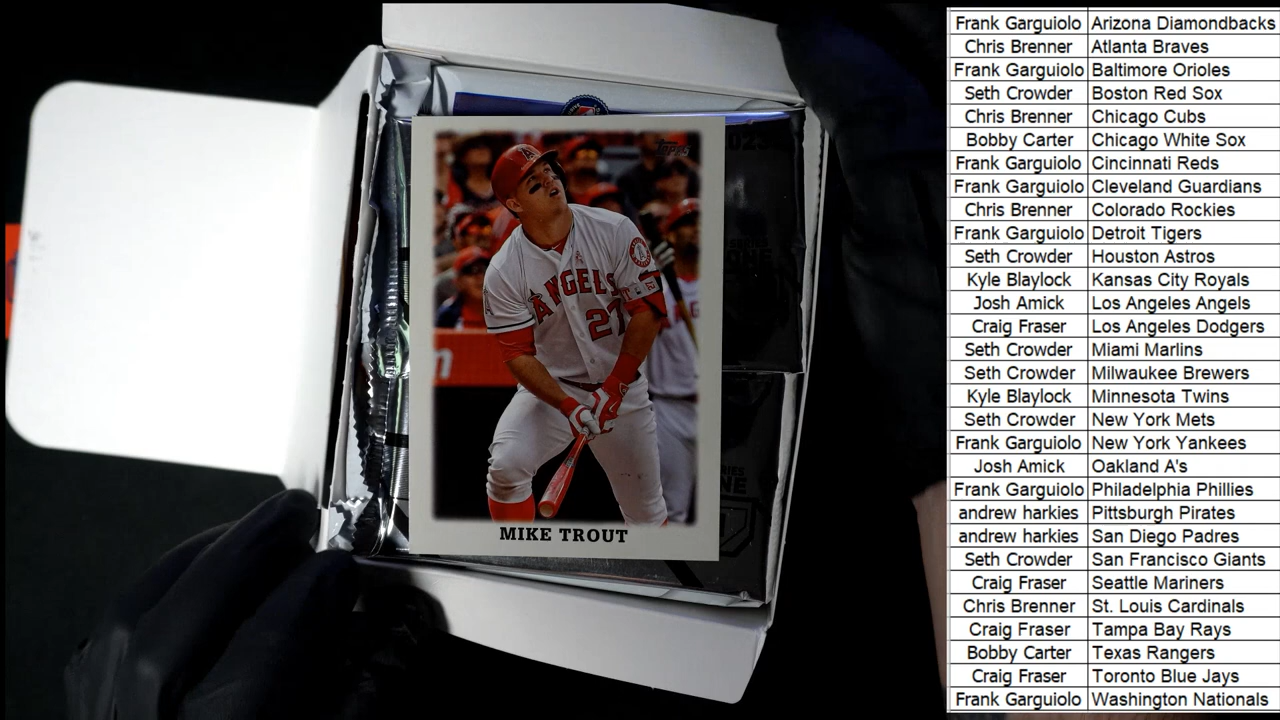 Topps
ANGELS
27
MIKE TROUT
Frank Garguiolo Arizona Diamondbacks
Chris Brenner Atlanta Braves
Frank Garguiolo Baltimore Orioles
Seth Crowder Boston Red Sox
Chris Brenner Chicago Cubs
Bobby Carter Chicago White Sox
Frank Garguiolo Cincinnati Reds
Frank Garguiolo Cleveland Guardians
Chris Brenner Colorado Rockies
Frank Garguiolo Detroit Tigers
Seth Crowder Houston Astros
Kyle Blaylock Kansas City Royals
Josh Amick Los Angeles Angels
Craig Fraser Los Angeles Dodgers
Seth Crowder Miami Marlins
Seth Crowder Milwaukee Brewers
Kyle Blaylock Minnesota Twins
Seth Crowder New York Mets
Frank Garguiolo New York Yankees
Josh Amick Oakland A's
Frank Garguiolo Philadelphia Phillies
andrew harkies Pittsburgh Pirates
andrew harkies San Diego Padres
Seth Crowder San Francisco Giants
Craig Fraser Seattle Mariners
Chris Brenner St. Louis Cardinals
Craig Fraser Tampa Bay Rays
Bobby Carter Texas Rangers
Craig Fraser Toronto Blue Jays
Frank Garguiolo Washington Nationals